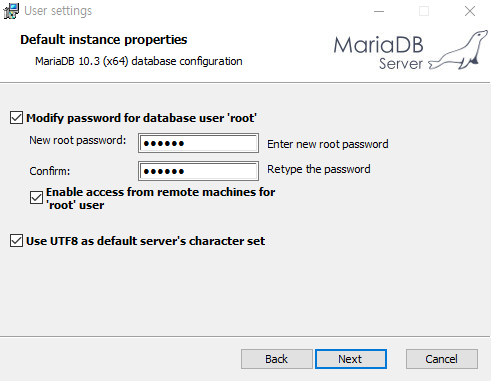 User settings
Default instance properties
MariaDB 10.3 (x64) database configuration
MariaDB
Server
Modify password for database user 'root'
New root password: ●●●●●● Enter new root password
Confirm: ●●●●●● Retype the password
Enable access from remote machines for
'root' user
Use UTF8 as default server's character set
Back Next Cancel